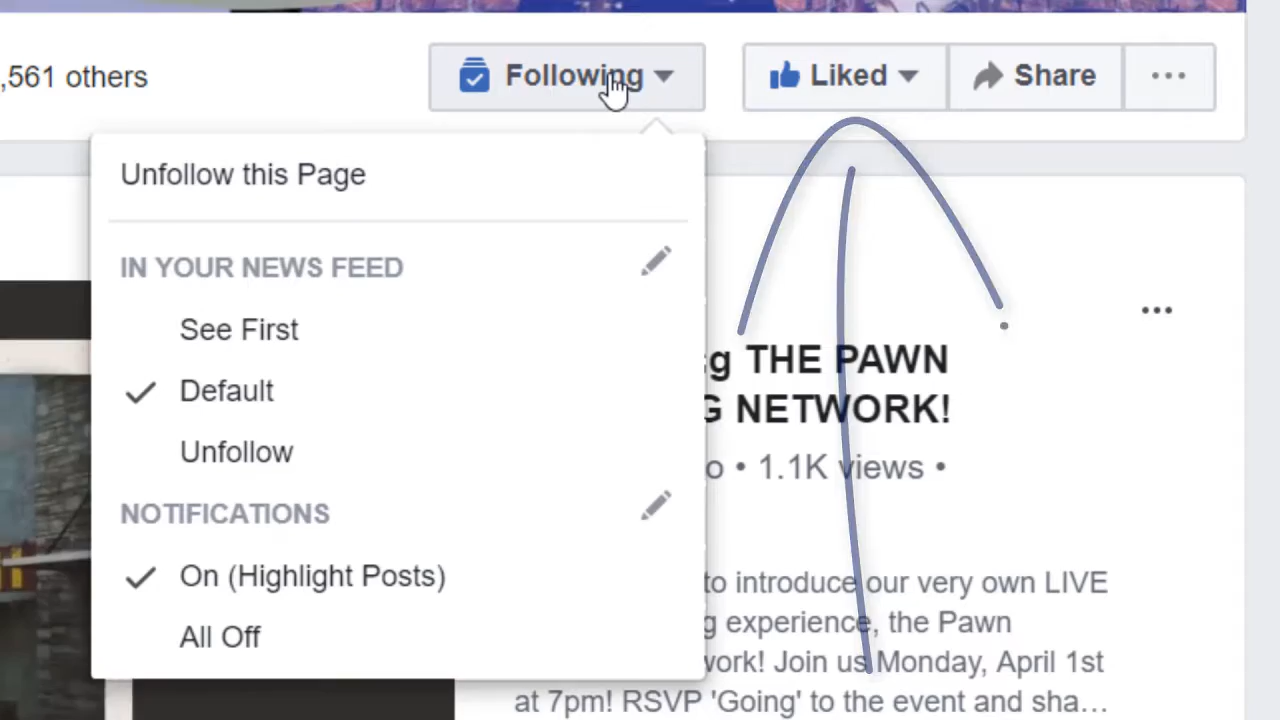 ,561 others
Following
Liked
Share
Unfollow this Page
IN YOUR NEWS FEED
See First
Default
Unfollow
NOTIFICATIONS
On (Highlight Posts)
All Off
THE PAWN
NETWORK!
• 1.1K views •
to introduce our very own LIVE
experience, the Pawn
Join us Monday, April 1st
at 7pm! RSVP 'Going' to the event and sha...